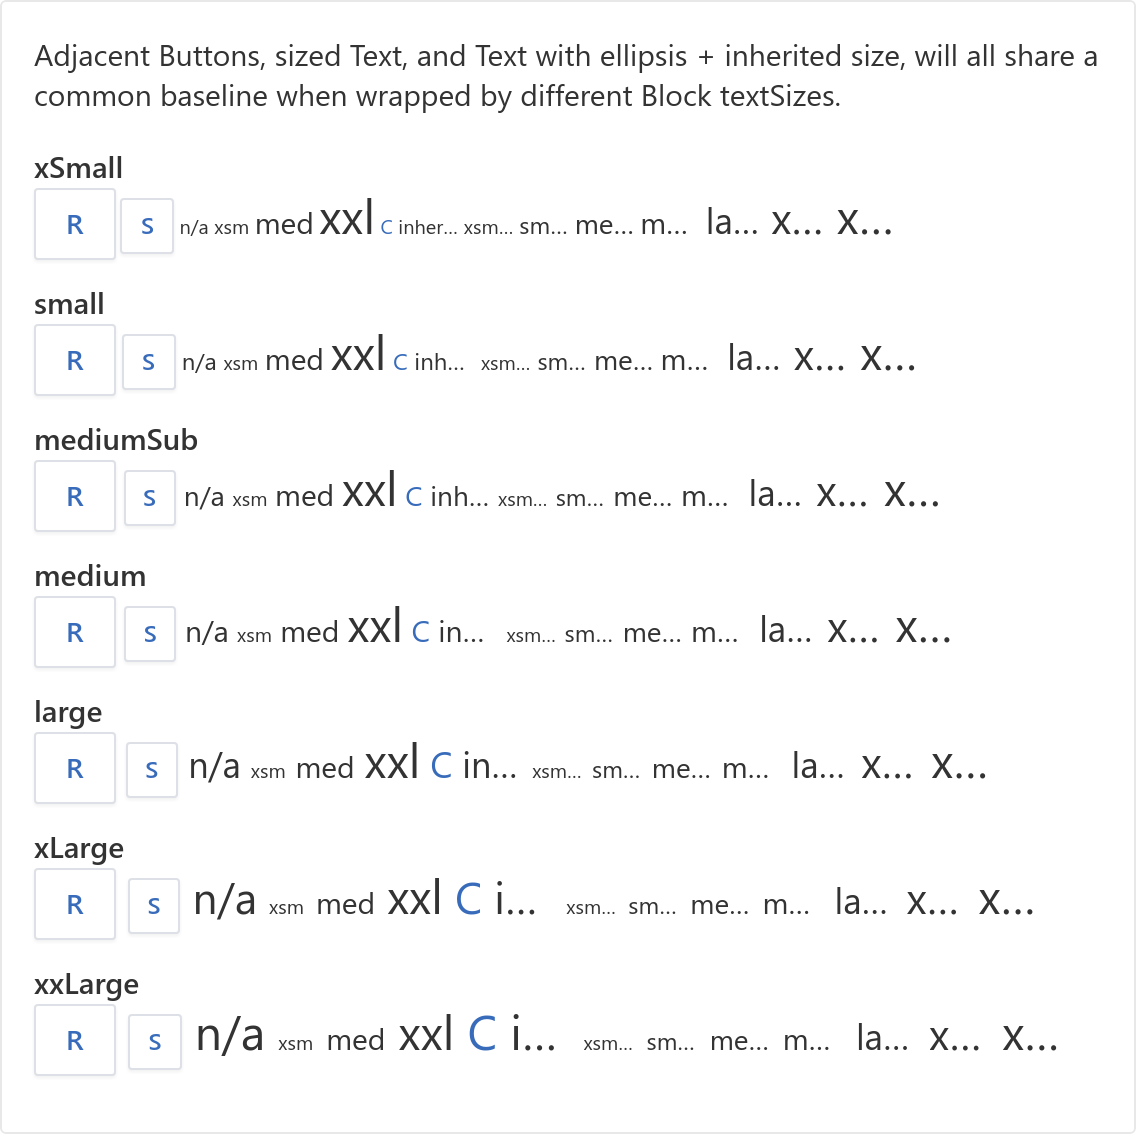 Adjacent Buttons, sized Text, and Text with ellipsis + inherited size, will all share a
common baseline when wrapped by different Block textSizes.
xSmall
R S n/a xsm med xxl C inher... xsm... sm... me... m... la... x... x...
small
R S n/a xsm med xxl C inh... xsm... sm... me... m... la... x... x...
mediumSub
R S n/a xsm med xxl C inh... xsm... sm... me... m... la... x... x...
medium
R S n/a xsm med xxl C in... xsm... sm... me... m... la... x... x...
large
R S n/a xsm med xxl C in... xsm... sm... me... m... la... x... x...
xLarge
R S n/a xsm med xxl C i... xsm... sm... me... m... la... x... x...
xxLarge
R S n/a xsm med xxl C i... xsm... sm... me... m... la... x... x...